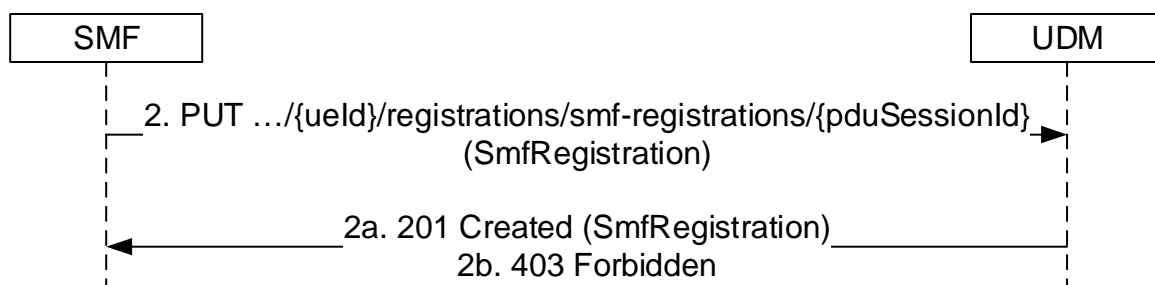 SMF
UDM
2. PUT …/{ueId}/registrations/smf-registrations/{pduSessionId}
(SmfRegistration)
2a. 201 Created (SmfRegistration)
2b. 403 Forbidden